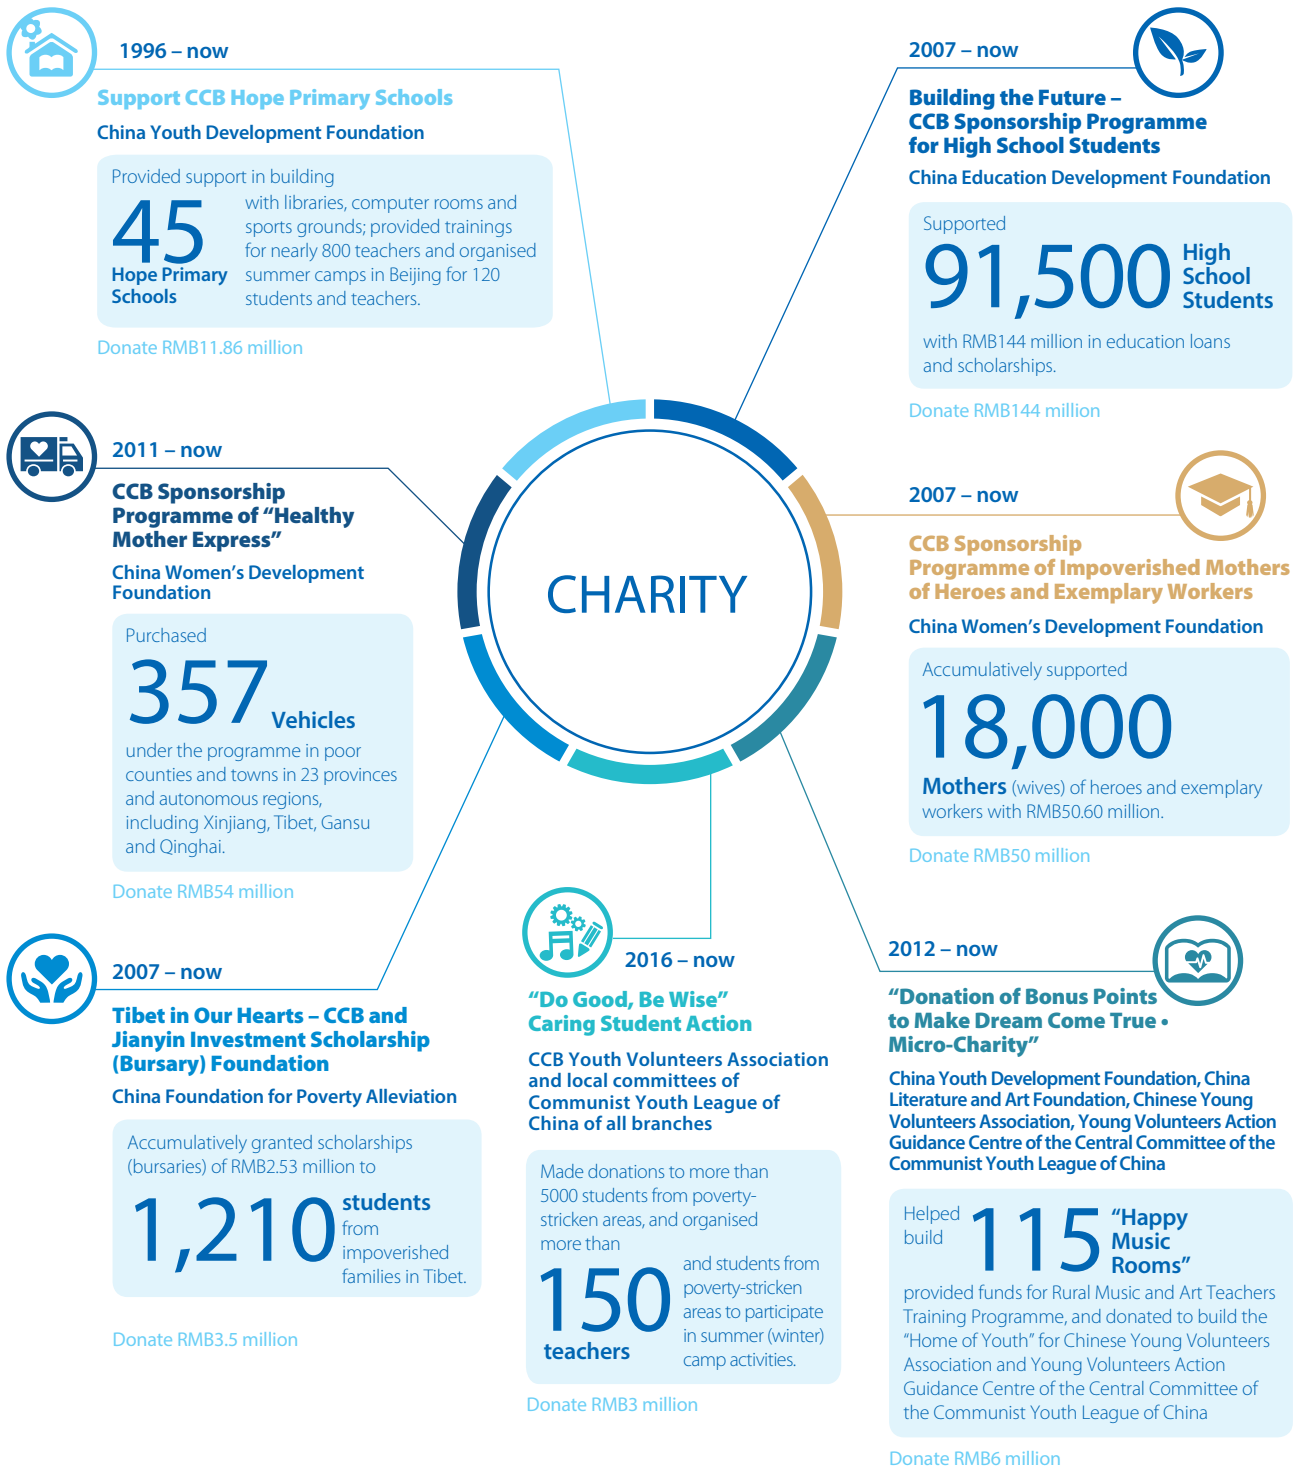 1996 – now
Support CCB Hope Primary Schools
China Youth Development Foundation
Provided support in building
45
Hope Primary
Schools
with libraries, computer rooms and
sports grounds; provided trainings
for nearly 800 teachers and organised
summer camps in Beijing for 120
students and teachers.
Donate RMB11.86 million
2007 – now
Building the Future –
CCB Sponsorship Programme
for High School Students
China Education Development Foundation
Supported
91,500
High
School
Students
with RMB144 million in education loans
and scholarships.
Donate RMB144 million
2011 – now
CCB Sponsorship
Programme of “Healthy
Mother Express”
China Women’s Development
Foundation
Purchased
357 Vehicles
under the programme in poor
counties and towns in 23 provinces
and autonomous regions,
including Xinjiang, Tibet, Gansu
and Qinghai.
Donate RMB54 million
CHARITY
2007 – now
CCB Sponsorship
Programme of Impoverished Mothers
of Heroes and Exemplary Workers
China Women’s Development Foundation
Accumulatively supported
18,000
Mothers (wives) of heroes and exemplary
workers with RMB50.60 million.
Donate RMB50 million
2007 – now
Tibet in Our Hearts – CCB and
Jianyin Investment Scholarship
(Bursary) Foundation
China Foundation for Poverty Alleviation
Accumulatively granted scholarships
(bursaries) of RMB2.53 million to
1,210
students
from
impoverished
families in Tibet.
Donate RMB3.5 million
2016 – now
“Do Good, Be Wise”
Caring Student Action
CCB Youth Volunteers Association
and local committees of
Communist Youth League of
China of all branches
Made donations to more than
5000 students from poverty-
stricken areas, and organised
more than
150
teachers
and students from
poverty-stricken
areas to participate
in summer (winter)
camp activities.
Donate RMB3 million
2012 – now
“Donation of Bonus Points
to Make Dream Come True •
Micro-Charity”
China Youth Development Foundation, China
Literature and Art Foundation, Chinese Young
Volunteers Association, Young Volunteers Action
Guidance Centre of the Central Committee of the
Communist Youth League of China
Helped
build
115
“Happy
Music
Rooms”
provided funds for Rural Music and Art Teachers
Training Programme, and donated to build the
“Home of Youth” for Chinese Young Volunteers
Association and Young Volunteers Action
Guidance Centre of the Central Committee of
the Communist Youth League of China
Donate RMB6 million